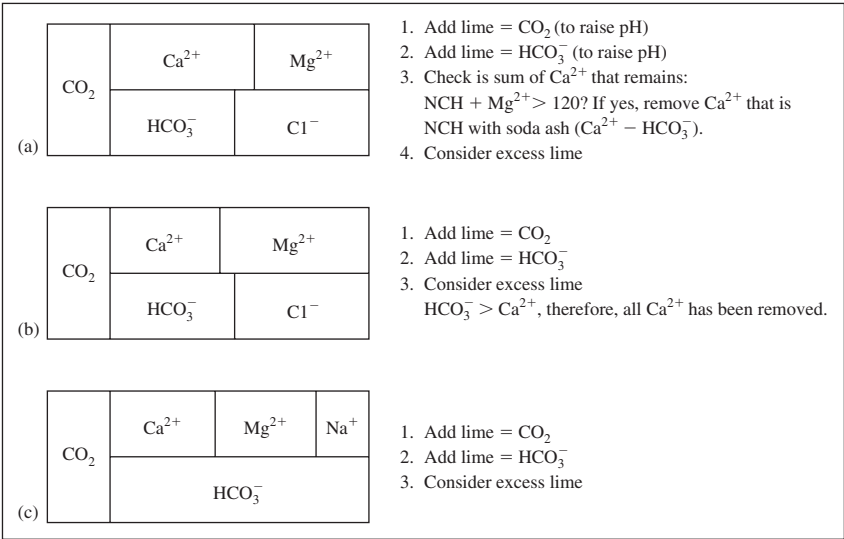 CO₂
Ca²⁺
Mg²⁺
HCO₃⁻
C1⁻
(a)
1. Add lime = CO₂ (to raise pH)
2. Add lime = HCO₃⁻ (to raise pH)
3. Check is sum of Ca²⁺ that remains:
NCH + Mg²⁺ > 120? If yes, remove Ca²⁺ that is
NCH with soda ash (Ca²⁺ − HCO₃⁻).
4. Consider excess lime
CO₂
Ca²⁺
Mg²⁺
HCO₃⁻
C1⁻
(b)
1. Add lime = CO₂
2. Add lime = HCO₃⁻
3. Consider excess lime
HCO₃⁻ > Ca²⁺, therefore, all Ca²⁺ has been removed.
CO₂
Ca²⁺
Mg²⁺
Na⁺
HCO₃⁻
(c)
1. Add lime = CO₂
2. Add lime = HCO₃⁻
3. Consider excess lime